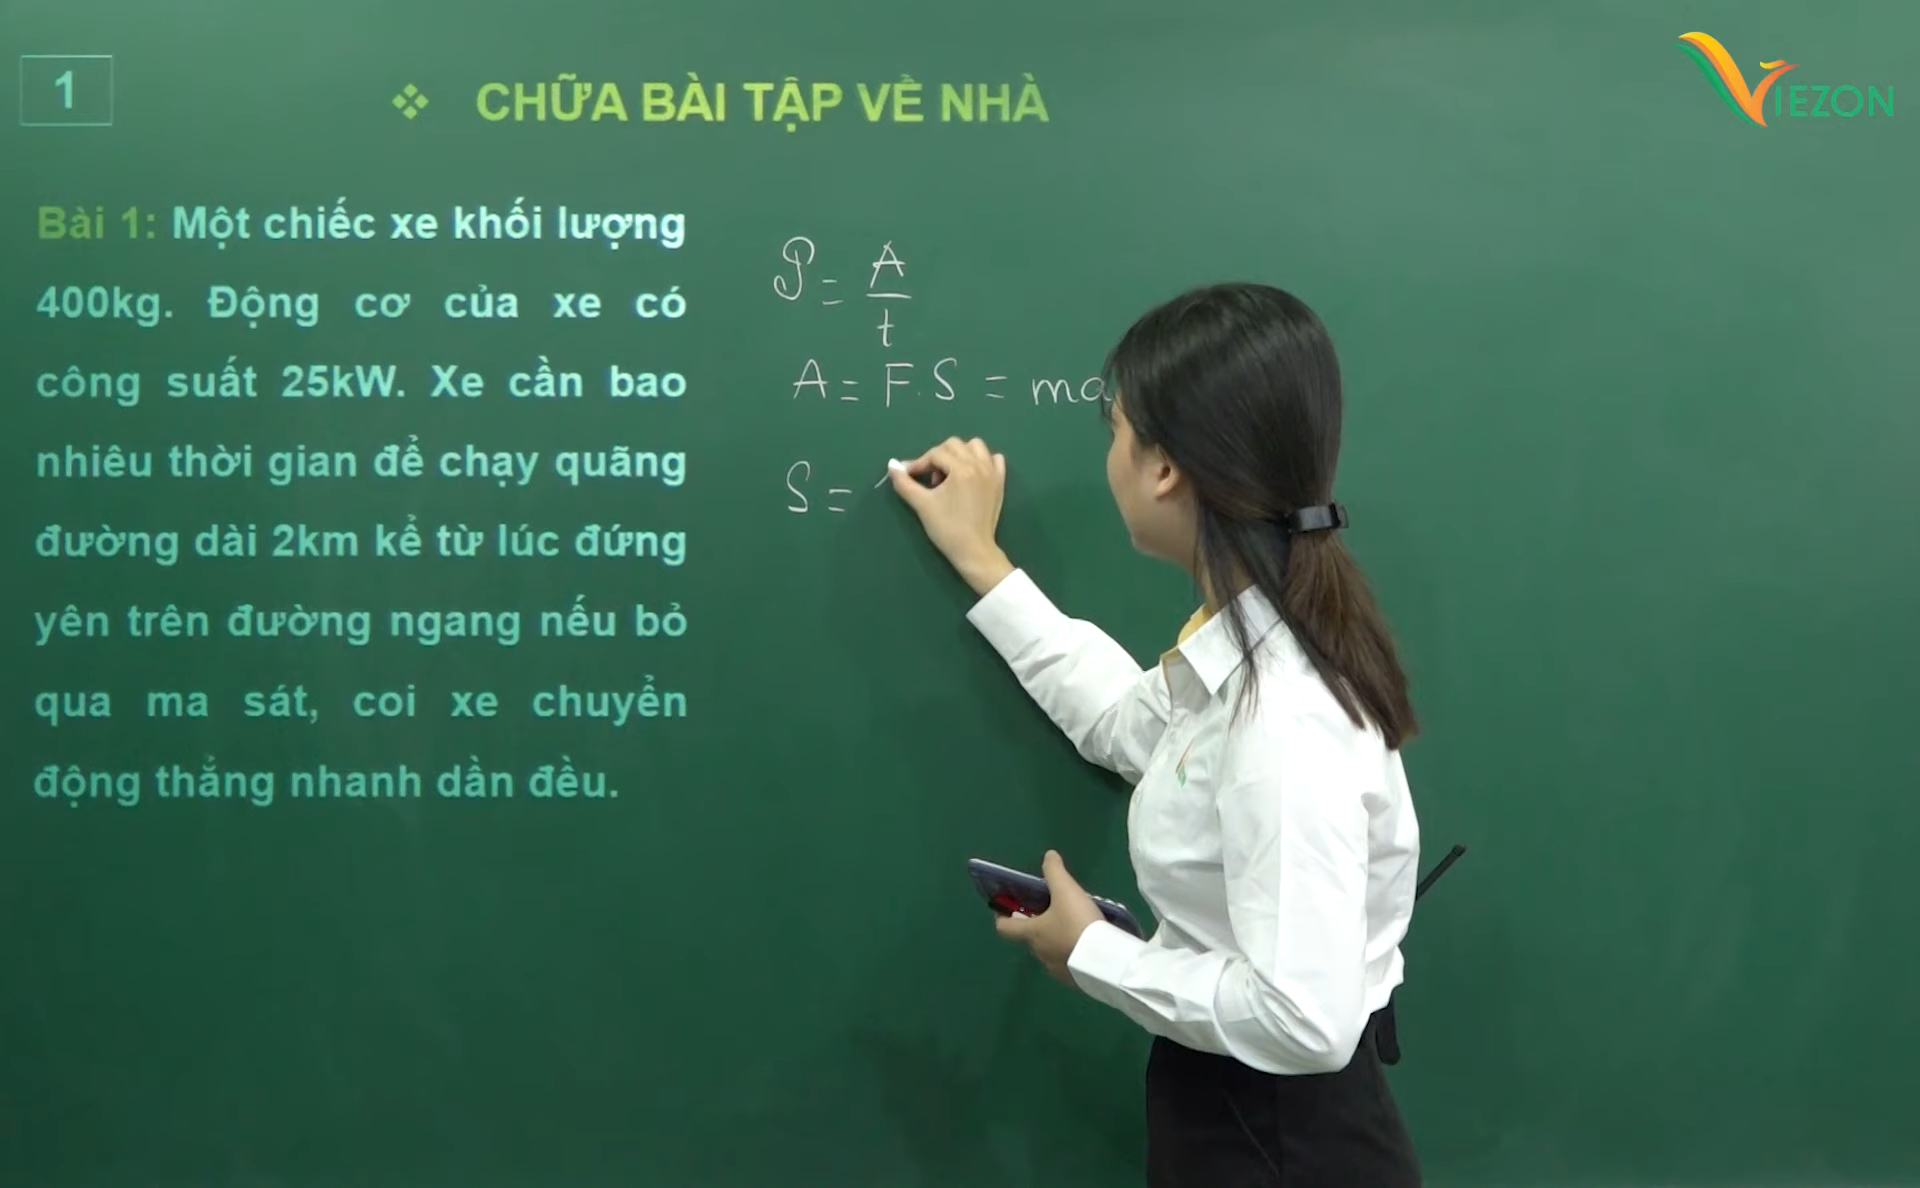 VIEZON
1
❖ CHỮA BÀI TẬP VỀ NHÀ
Bài 1: Một chiếc xe khối lượng
400kg. Động cơ của xe có
công suất 25kW. Xe cần bao
nhiêu thời gian để chạy quãng
đường dài 2km kể từ lúc đứng
yên trên đường ngang nếu bỏ
qua ma sát, coi xe chuyển
động thẳng nhanh dần đều.
P = A/t
A = F.S = ma
S =